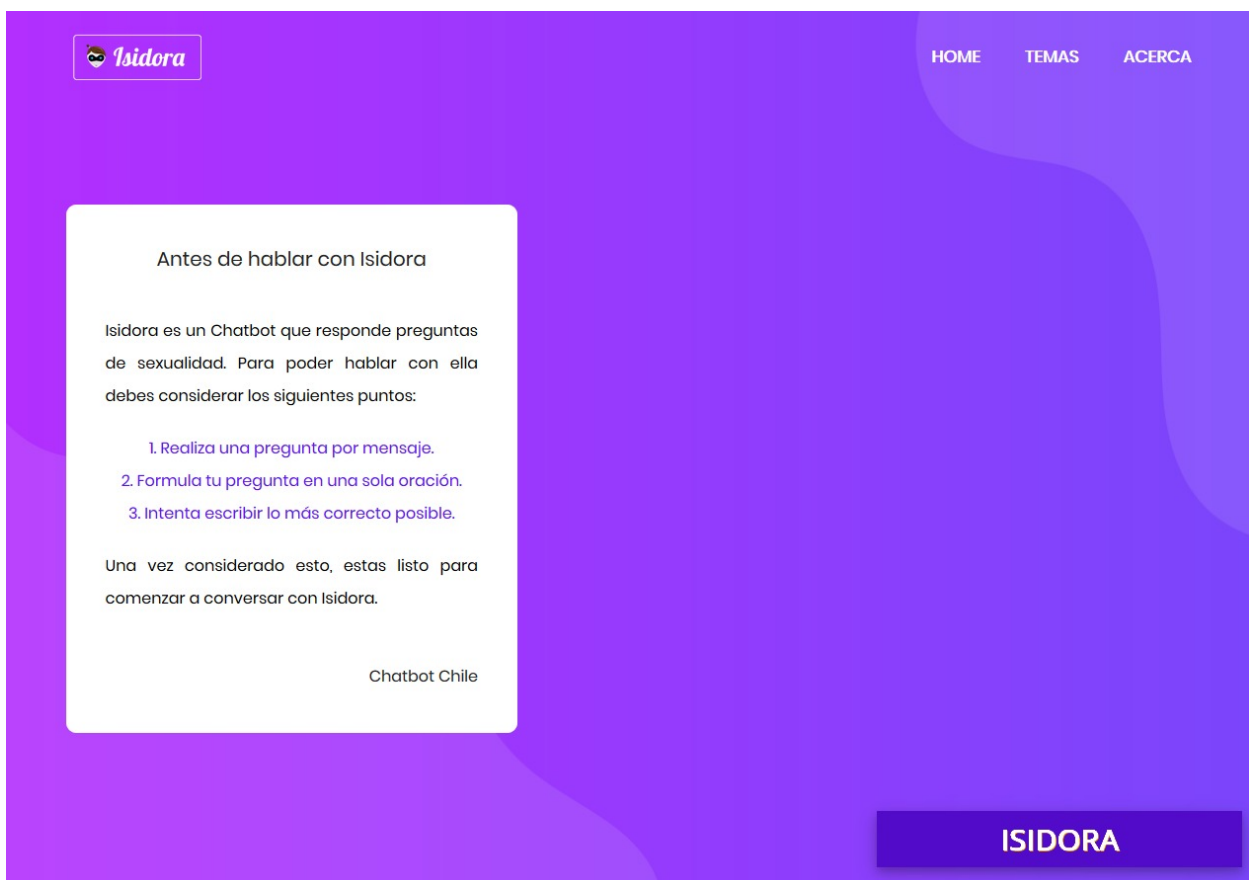 Isidora
HOME TEMAS ACERCA
Antes de hablar con Isidora
Isidora es un Chatbot que responde preguntas
de sexualidad. Para poder hablar con ella
debes considerar los siguientes puntos:
1. Realiza una pregunta por mensaje.
2. Formula tu pregunta en una sola oración.
3. Intenta escribir lo más correcto posible.
Una vez considerado esto, estas listo para
comenzar a conversar con Isidora.
Chatbot Chile
ISIDORA